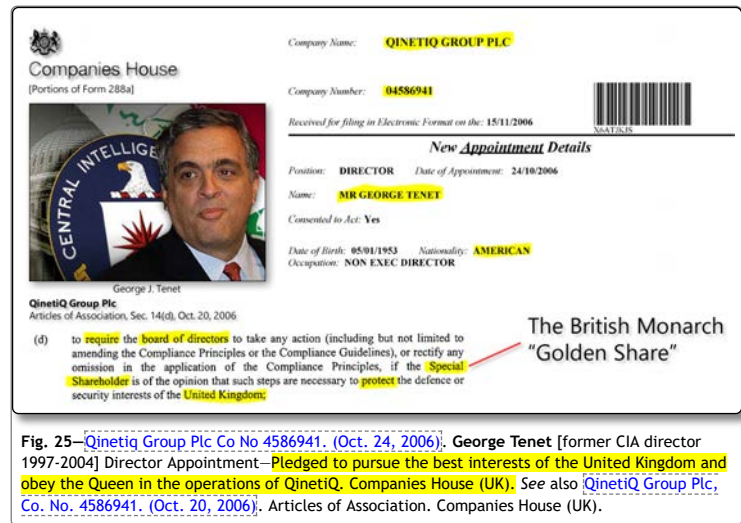 Companies House
[Portions of Form 288a]
Company Name: QINETIQ GROUP PLC
Company Number: 04586941
Received for filing in Electronic Format on the: 15/11/2006
X6ATJKJS
New Appointment Details
Position: DIRECTOR Date of Appointment: 24/10/2006
Name: MR GEORGE TENET
Consented to Act: Yes
Date of Birth: 05/01/1953 Nationality: AMERICAN
Occupation: NON EXEC DIRECTOR
CENTRAL INTELLIGE
George J. Tenet
QinetiQ Group Plc
Articles of Association, Sec. 14(d), Oct. 20, 2006
(d) to require the board of directors to take any action (including but not limited to
amending the Compliance Principles or the Compliance Guidelines), or rectify any
omission in the application of the Compliance Principles, if the Special
Shareholder is of the opinion that such steps are necessary to protect the defence or
security interests of the United Kingdom;
The British Monarch
"Golden Share"
Fig. 25—Qinetiq Group Plc Co No 4586941. (Oct. 24, 2006). George Tenet [former CIA director
1997-2004] Director Appointment—Pledged to pursue the best interests of the United Kingdom and
obey the Queen in the operations of QinetiQ. Companies House (UK). See also QinetiQ Group Plc,
Co. No. 4586941. (Oct. 20, 2006). Articles of Association. Companies House (UK).